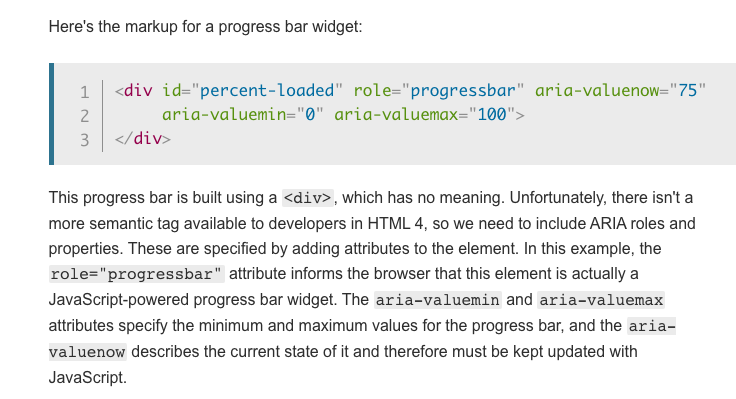 Here's the markup for a progress bar widget:
1 <div id="percent-loaded" role="progressbar" aria-valuenow="75"
2 aria-valuemin="0" aria-valuemax="100">
3 </div>
This progress bar is built using a <div>, which has no meaning. Unfortunately, there isn't a
more semantic tag available to developers in HTML 4, so we need to include ARIA roles and
properties. These are specified by adding attributes to the element. In this example, the
role="progressbar" attribute informs the browser that this element is actually a
JavaScript-powered progress bar widget. The aria-valuemin and aria-valuemax
attributes specify the minimum and maximum values for the progress bar, and the aria-
valuenow describes the current state of it and therefore must be kept updated with
JavaScript.